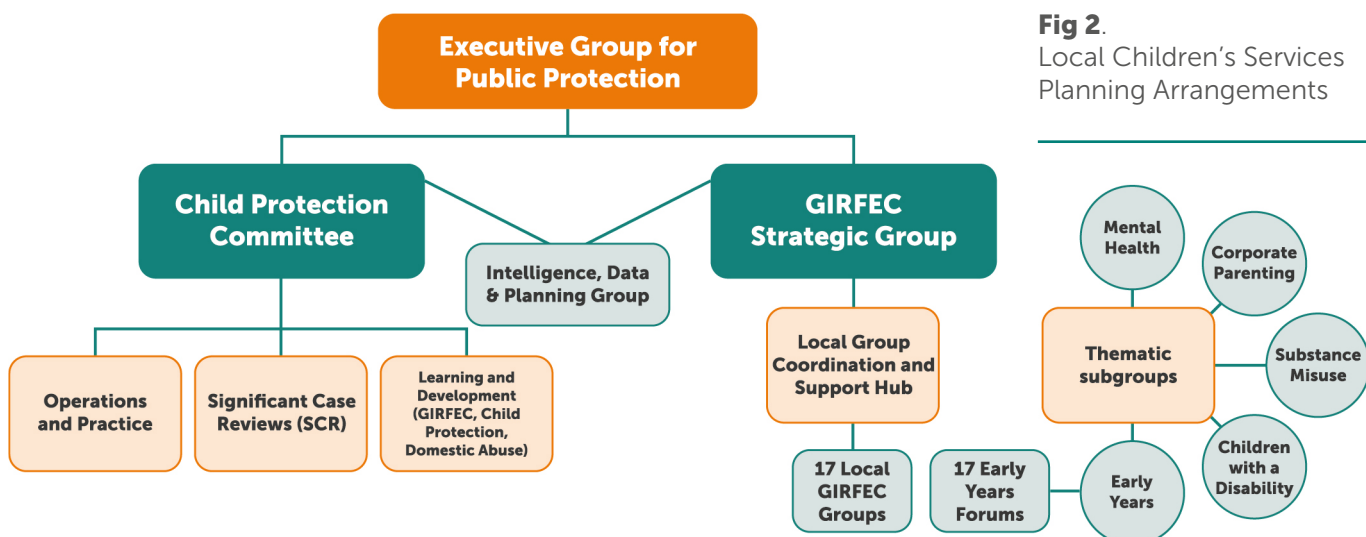 Executive Group for
Public Protection
Fig 2.
Local Children’s Services
Planning Arrangements
Child Protection
Committee
GIRFEC
Strategic Group
Intelligence, Data
& Planning Group
Operations
and Practice
Significant Case
Reviews (SCR)
Learning and
Development
(GIRFEC, Child
Protection,
Domestic Abuse)
Local Group
Coordination and
Support Hub
17 Local
GIRFEC
Groups
Thematic
subgroups
Mental
Health
Corporate
Parenting
Substance
Misuse
Children
with a
Disability
Early
Years
17 Early
Years
Forums